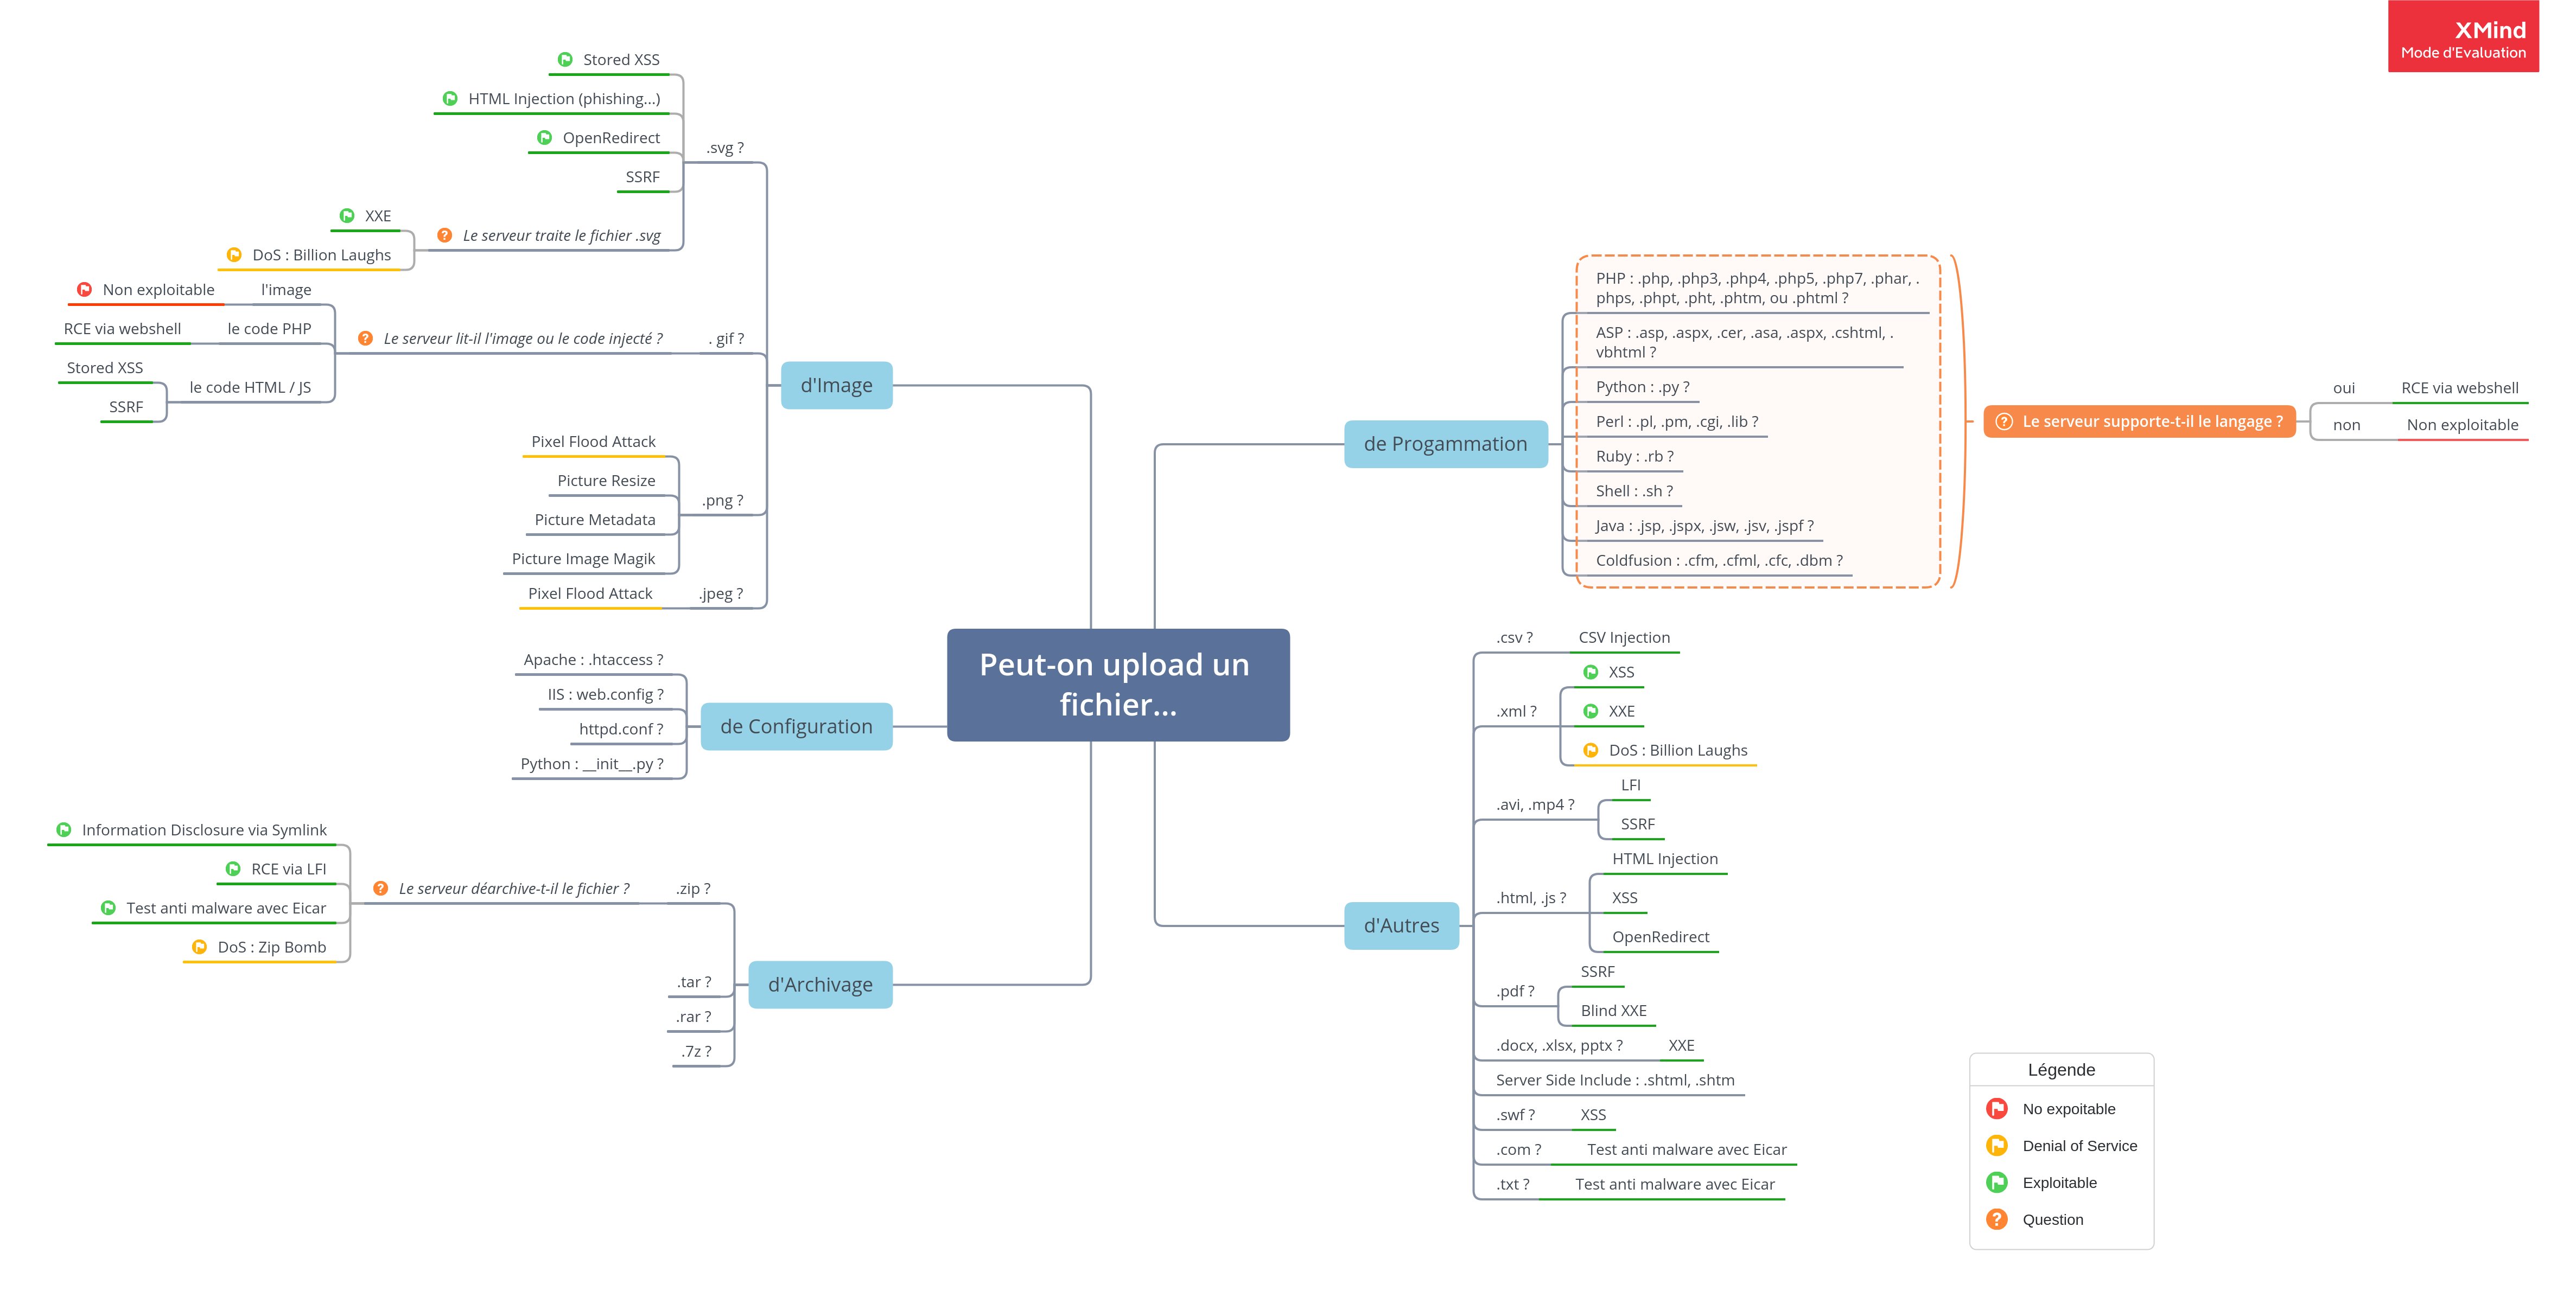 XMind
Mode d'Evaluation
Peut-on upload un
fichier...
d'Image
.svg ?
Stored XSS
HTML Injection (phishing...)
OpenRedirect
SSRF
Le serveur traite le fichier .svg
XXE
DoS : Billion Laughs
. gif ?
Le serveur lit-il l'image ou le code injecté ?
l'image
Non exploitable
le code PHP
RCE via webshell
le code HTML / JS
Stored XSS
SSRF
.png ?
Pixel Flood Attack
Picture Resize
Picture Metadata
Picture Image Magik
.jpeg ?
Pixel Flood Attack
de Configuration
Apache : .htaccess ?
IIS : web.config ?
httpd.conf ?
Python : __init__.py ?
d'Archivage
.zip ?
Le serveur déarchive-t-il le fichier ?
Information Disclosure via Symlink
RCE via LFI
Test anti malware avec Eicar
DoS : Zip Bomb
.tar ?
.rar ?
.7z ?
de Progammation
PHP : .php, .php3, .php4, .php5, .php7, .phar, .
phps, .phpt, .pht, .phtm, ou .phtml ?
ASP : .asp, .aspx, .cer, .asa, .aspx, .cshtml, .
vbhtml ?
Python : .py ?
Perl : .pl, .pm, .cgi, .lib ?
Ruby : .rb ?
Shell : .sh ?
Java : .jsp, .jspx, .jsw, .jsv, .jspf ?
Coldfusion : .cfm, .cfml, .cfc, .dbm ?
Le serveur supporte-t-il le langage ?
oui
RCE via webshell
non
Non exploitable
d'Autres
.csv ?
CSV Injection
.xml ?
XSS
XXE
DoS : Billion Laughs
.avi, .mp4 ?
LFI
SSRF
.html, .js ?
HTML Injection
XSS
OpenRedirect
.pdf ?
SSRF
Blind XXE
.docx, .xlsx, pptx ?
XXE
Server Side Include : .shtml, .shtm
.swf ?
XSS
.com ?
Test anti malware avec Eicar
.txt ?
Test anti malware avec Eicar
Légende
No expoitable
Denial of Service
Exploitable
Question